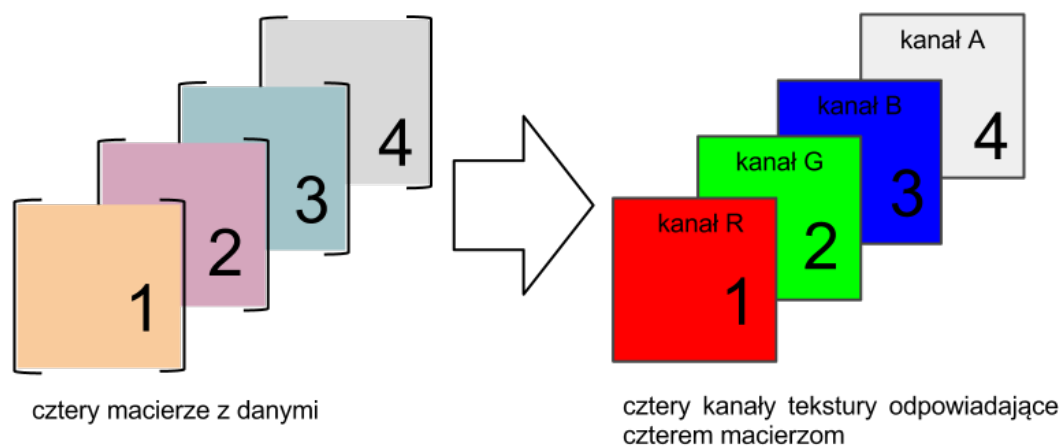 4
3
2
1
cztery macierze z danymi
kanał A
4
kanał B
3
kanał G
2
kanał R
1
cztery kanały tekstury odpowiadające
czterem macierzom